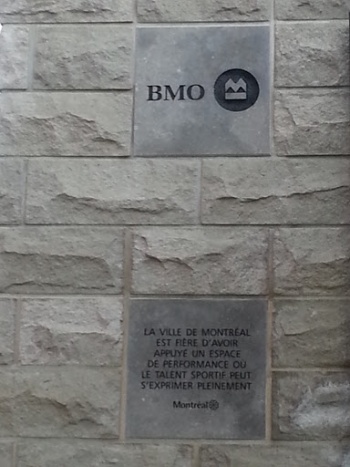 BMO
LA VILLE DE MONTRÉAL
EST FIÈRE D'AVOIR
APPUYÉ UN ESPACE
DE PERFORMANCE OÙ
LE TALENT SPORTIF PEUT
S'EXPRIMER PLEINEMENT
Montréal